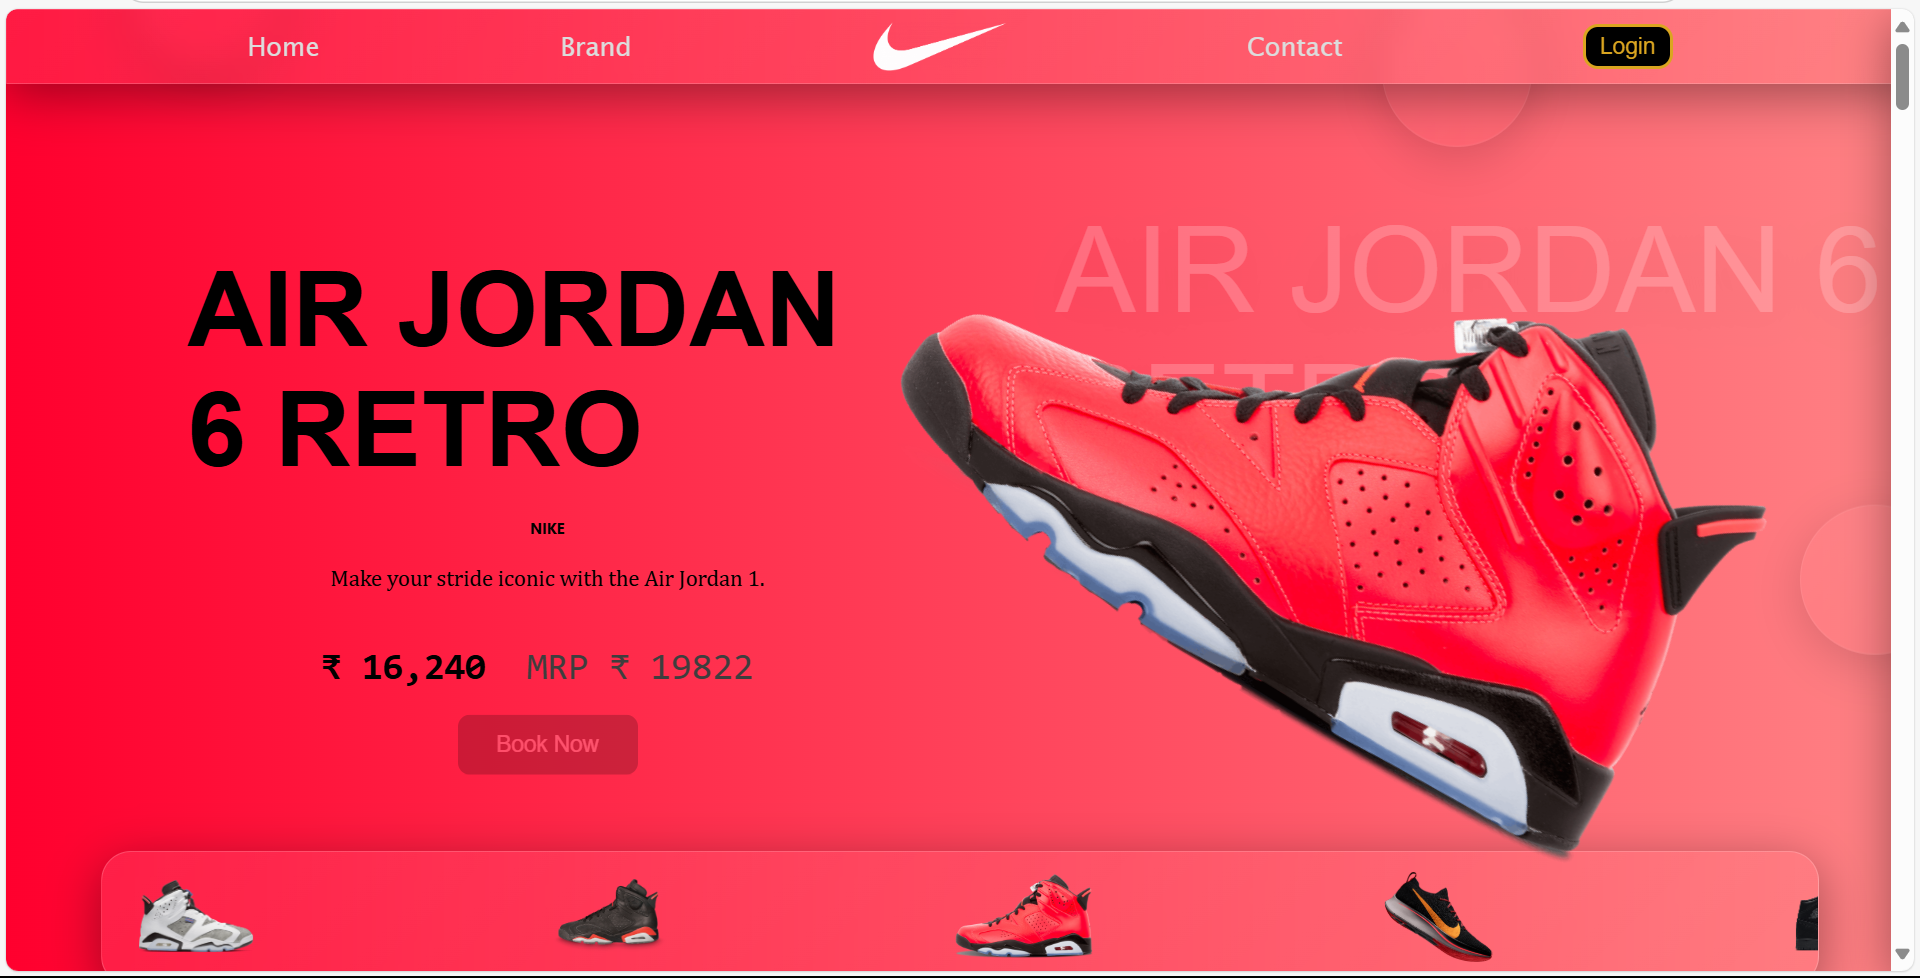 Home
Brand
Contact
Login
AIR JORDAN 6
AIR JORDAN
6 RETRO
NIKE
Make your stride iconic with the Air Jordan 1.
₹ 16,240 MRP ₹ 19822
Book Now